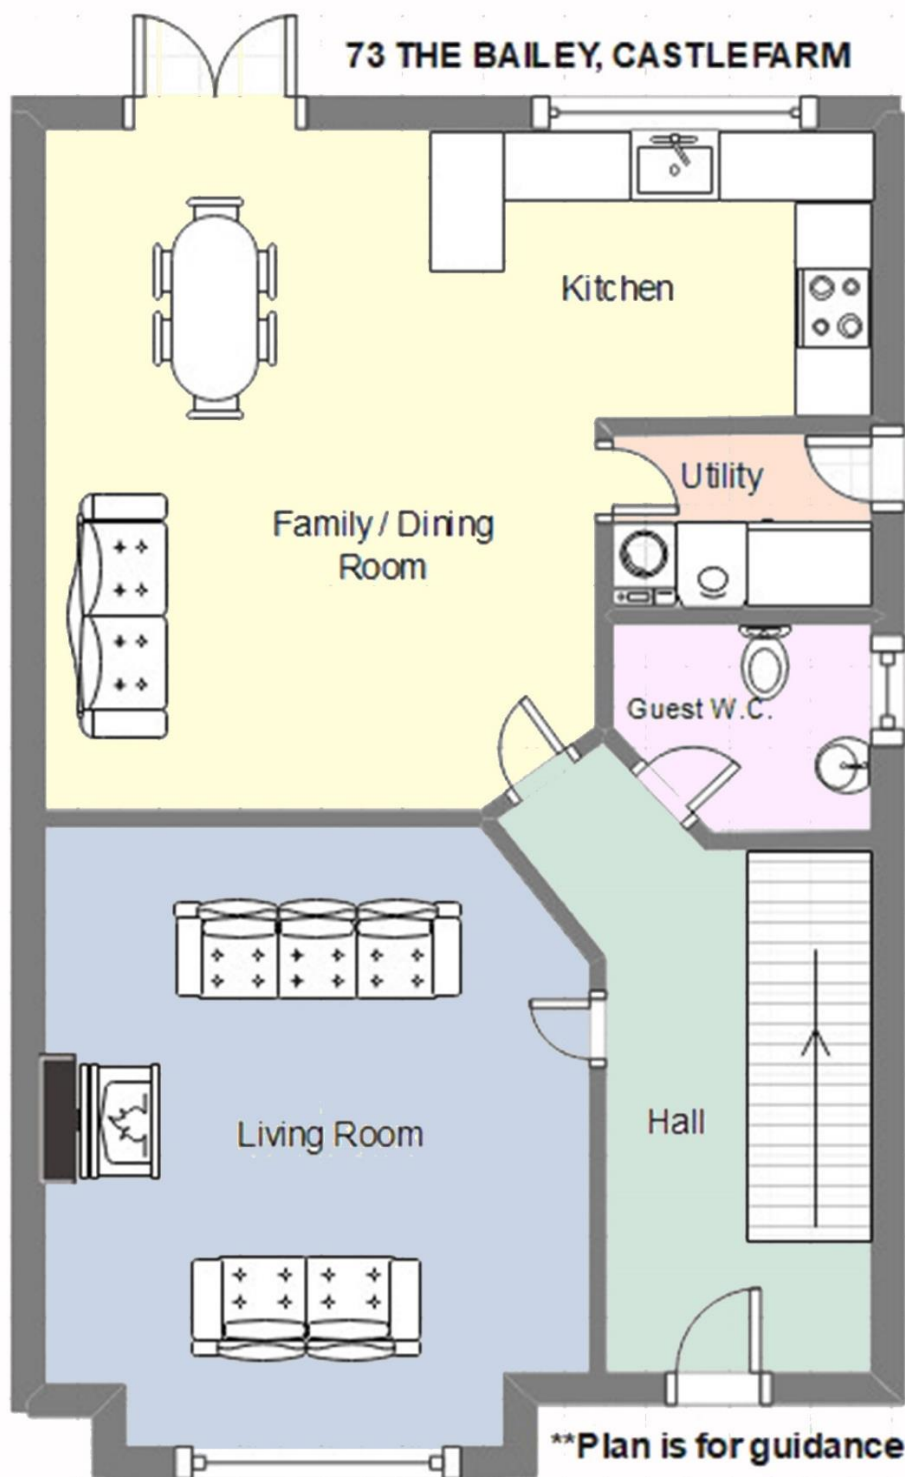 73 THE BAILEY, CASTLEFARM
Kitchen
Utility
Family / Dining
Room
Guest W.C.
Living Room
Hall
**Plan is for guidance